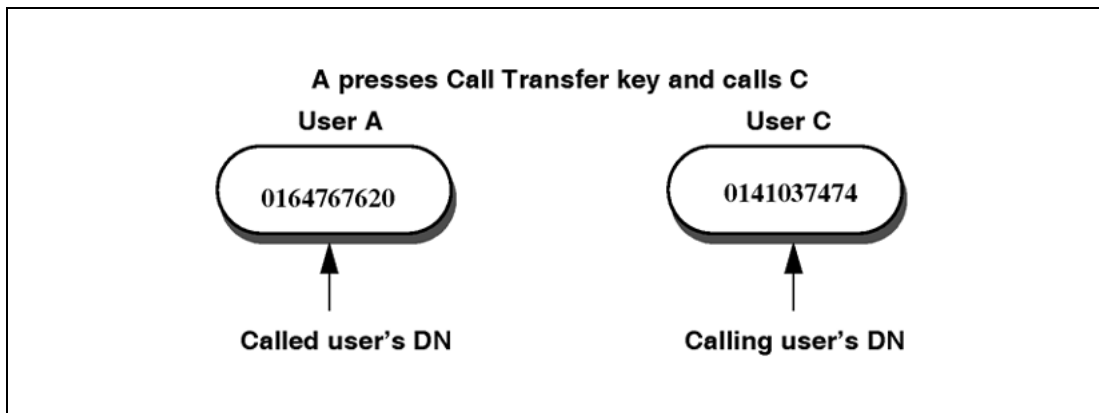 A presses Call Transfer key and calls C
User A
User C
0164767620
0141037474
Called user’s DN
Calling user’s DN